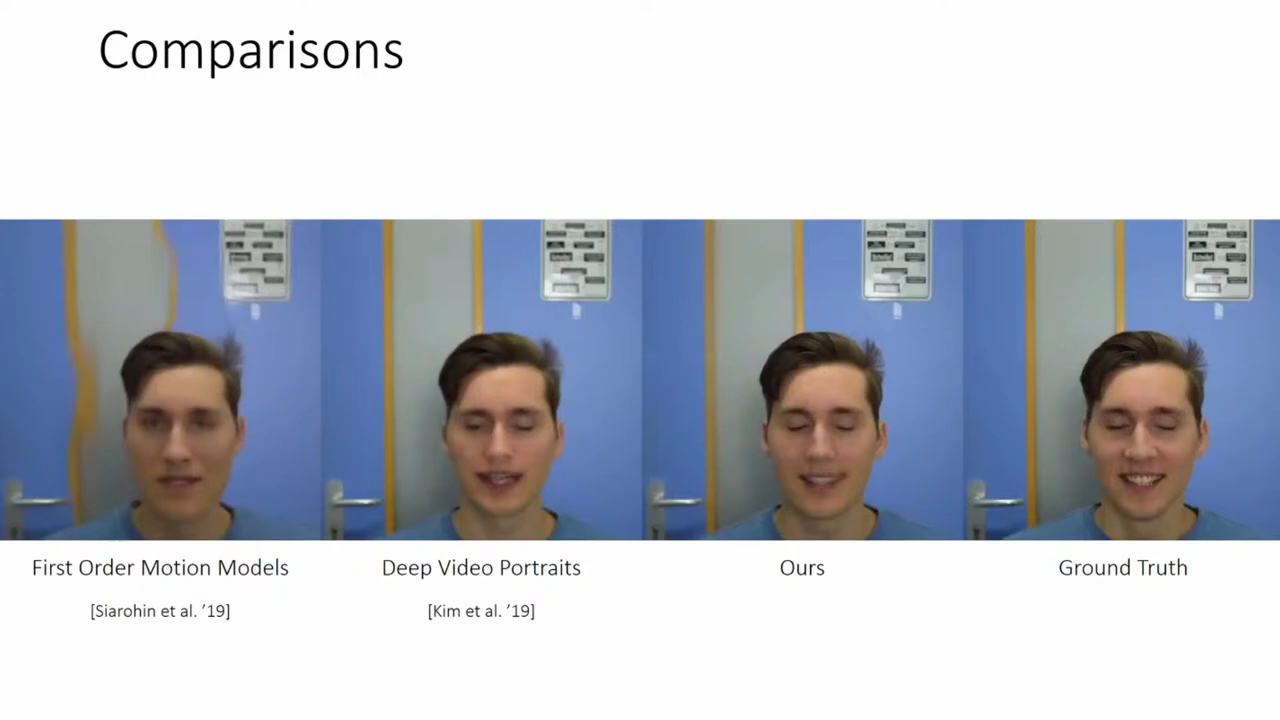 Comparisons
First Order Motion Models
Deep Video Portraits
Ours
Ground Truth
[Siarohin et al. ’19]
[Kim et al. ’19]